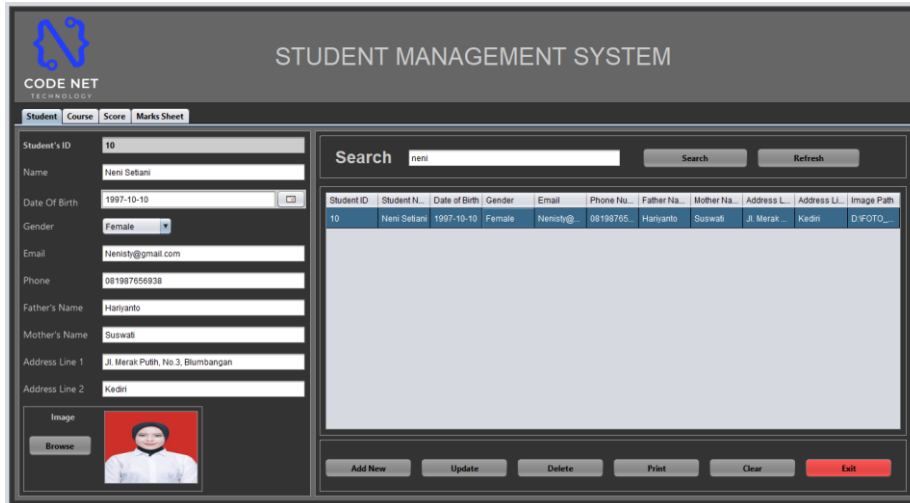 CODE NET
TECHNOLOGY
STUDENT MANAGEMENT SYSTEM
Student Course Score Marks Sheet
Student's ID 10
Name Neni Setiani
Date Of Birth 1997-10-10
Gender Female
Email Nenisty@gmail.com
Phone 081987656938
Father's Name Hariyanto
Mother's Name Suswati
Address Line 1 Jl. Merak Putih, No.3, Blumbangan
Address Line 2 Kediri
Image
Browse
Search neni Search Refresh
Student ID Student N... Date of Birth Gender Email Phone Nu... Father Na... Mother Na... Address L... Address Li... Image Path
10 Neni Setiani 1997-10-10 Female Nenisty@... 08198765... Hariyanto Suswati Jl. Merak ... Kediri D:\FOTO_...
Add New Update Delete Print Clear Exit